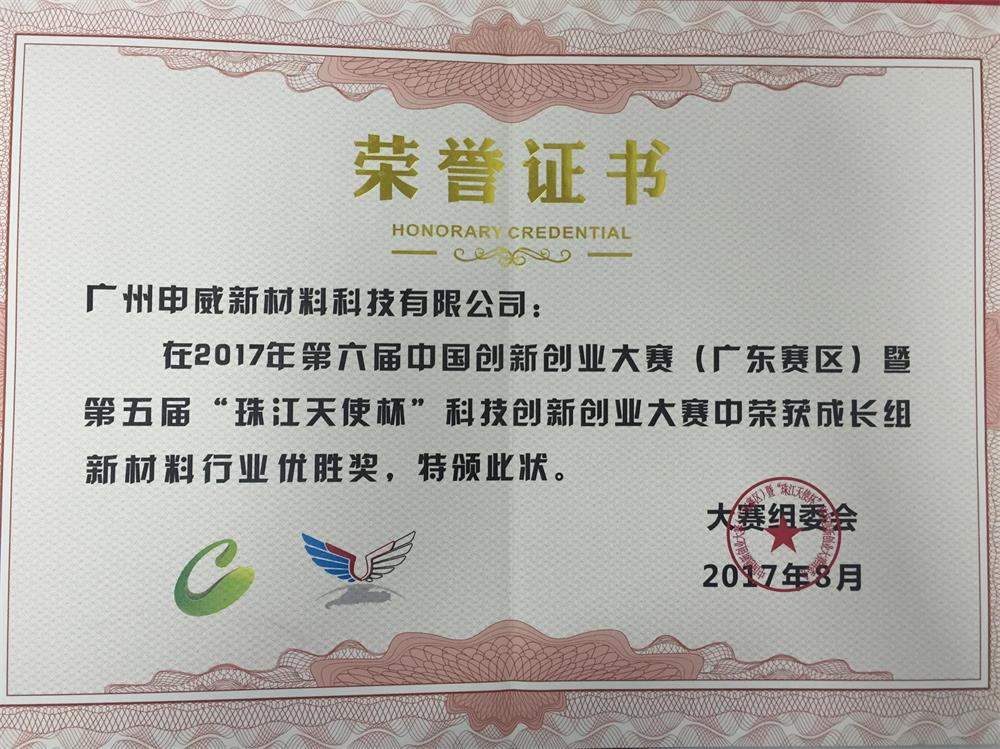 荣誉证书
HONORARY CREDENTIAL
广州申威新材料科技有限公司：
在2017年第六届中国创新创业大赛（广东赛区）暨
第五届“珠江天使杯”科技创新创业大赛中荣获成长组
新材料行业优胜奖，特颁此状。
大赛组委会
2017年8月